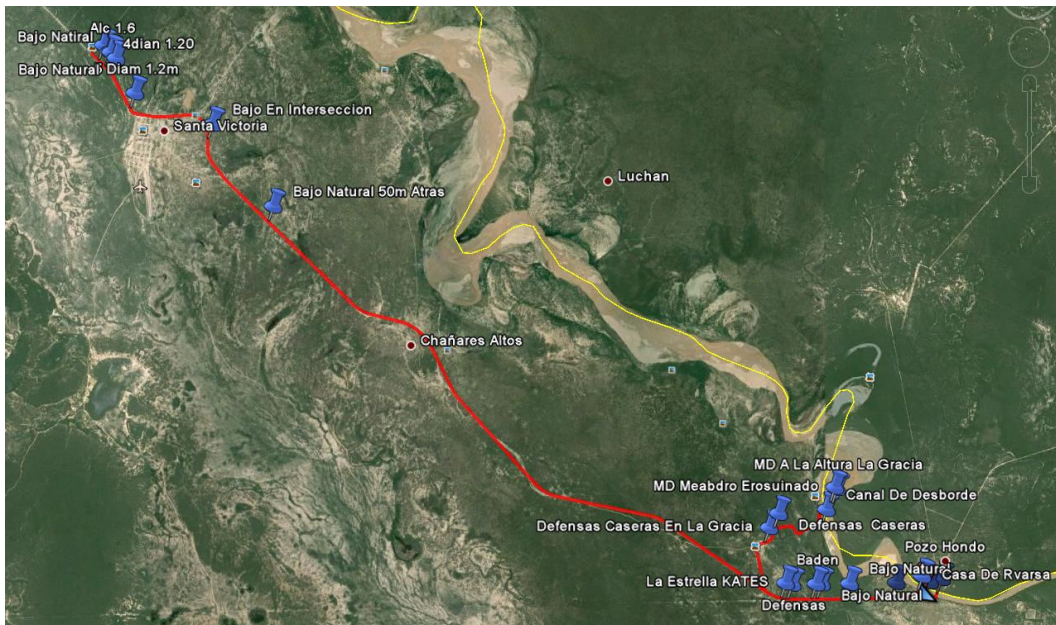 Alc 1.6
Bajo Natiral
4dian 1.20
Bajo Natural
Diam 1.2m
Bajo En Interseccion
Santa Victoria
Luchan
Bajo Natural 50m Atras
Chañares Altos
MD A La Altura La Gracia
MD Meabdro Erosuinado
Canal De Desborde
Defensas Caseras En La Gracia
Defensas Caseras
Pozo Hondo
Baden
Bajo Natural
Casa De Rvarsa
La Estrella KATES
Bajo Natural
Defensas